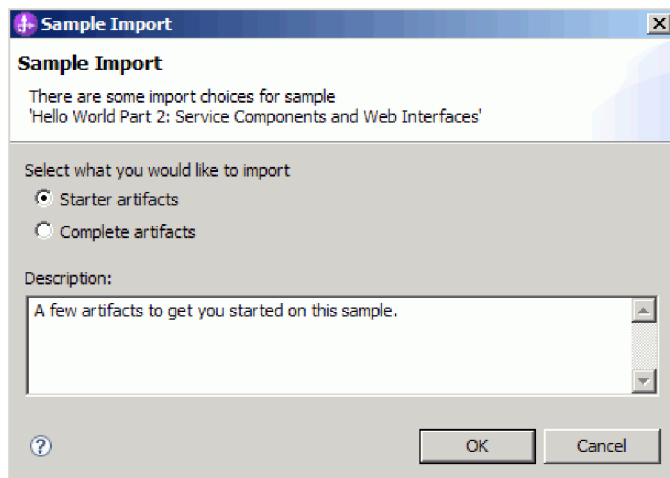 Sample Import
Sample Import
There are some import choices for sample
'Hello World Part 2: Service Components and Web Interfaces'
Select what you would like to import
Starter artifacts
Complete artifacts
Description:
A few artifacts to get you started on this sample.
?
OK
Cancel